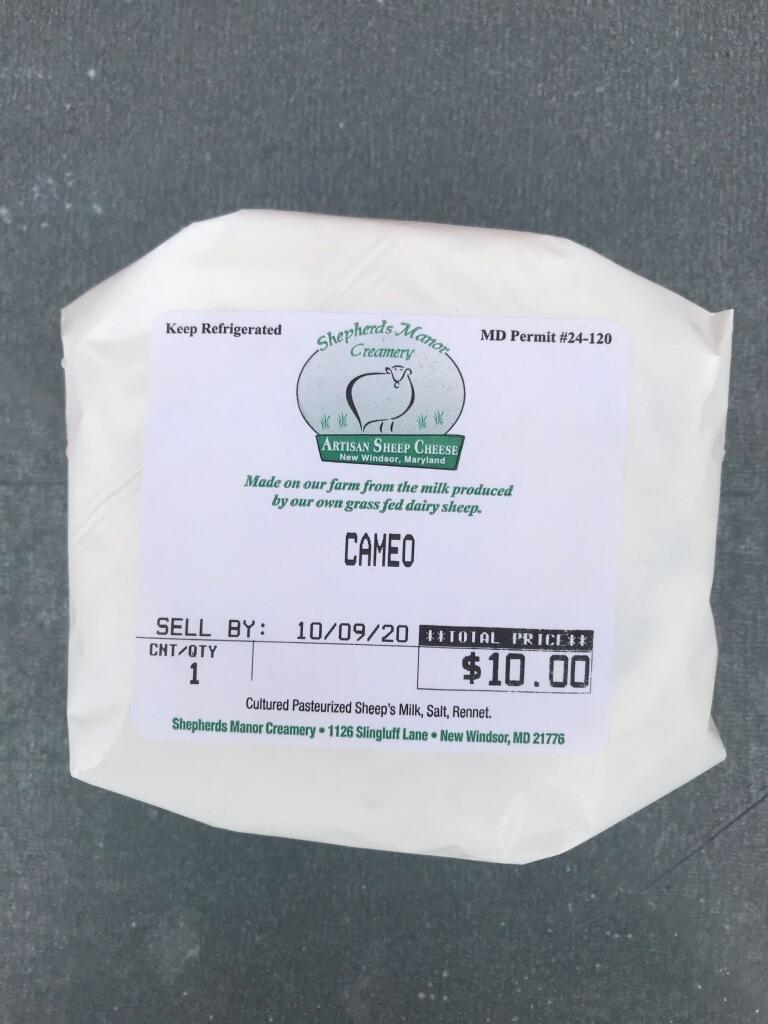 Keep Refrigerated
MD Permit #24-120
Shepherds Manor
Creamery
ARTISAN SHEEP CHEESE
New Windsor, Maryland
Made on our farm from the milk produced
by our own grass fed dairy sheep.
CAMEO
SELL BY: 10/09/20
**TOTAL PRICE**
CNT/QTY
1
$10.00
Cultured Pasteurized Sheep's Milk, Salt, Rennet.
Shepherds Manor Creamery • 1126 Slingluff Lane • New Windsor, MD 21776